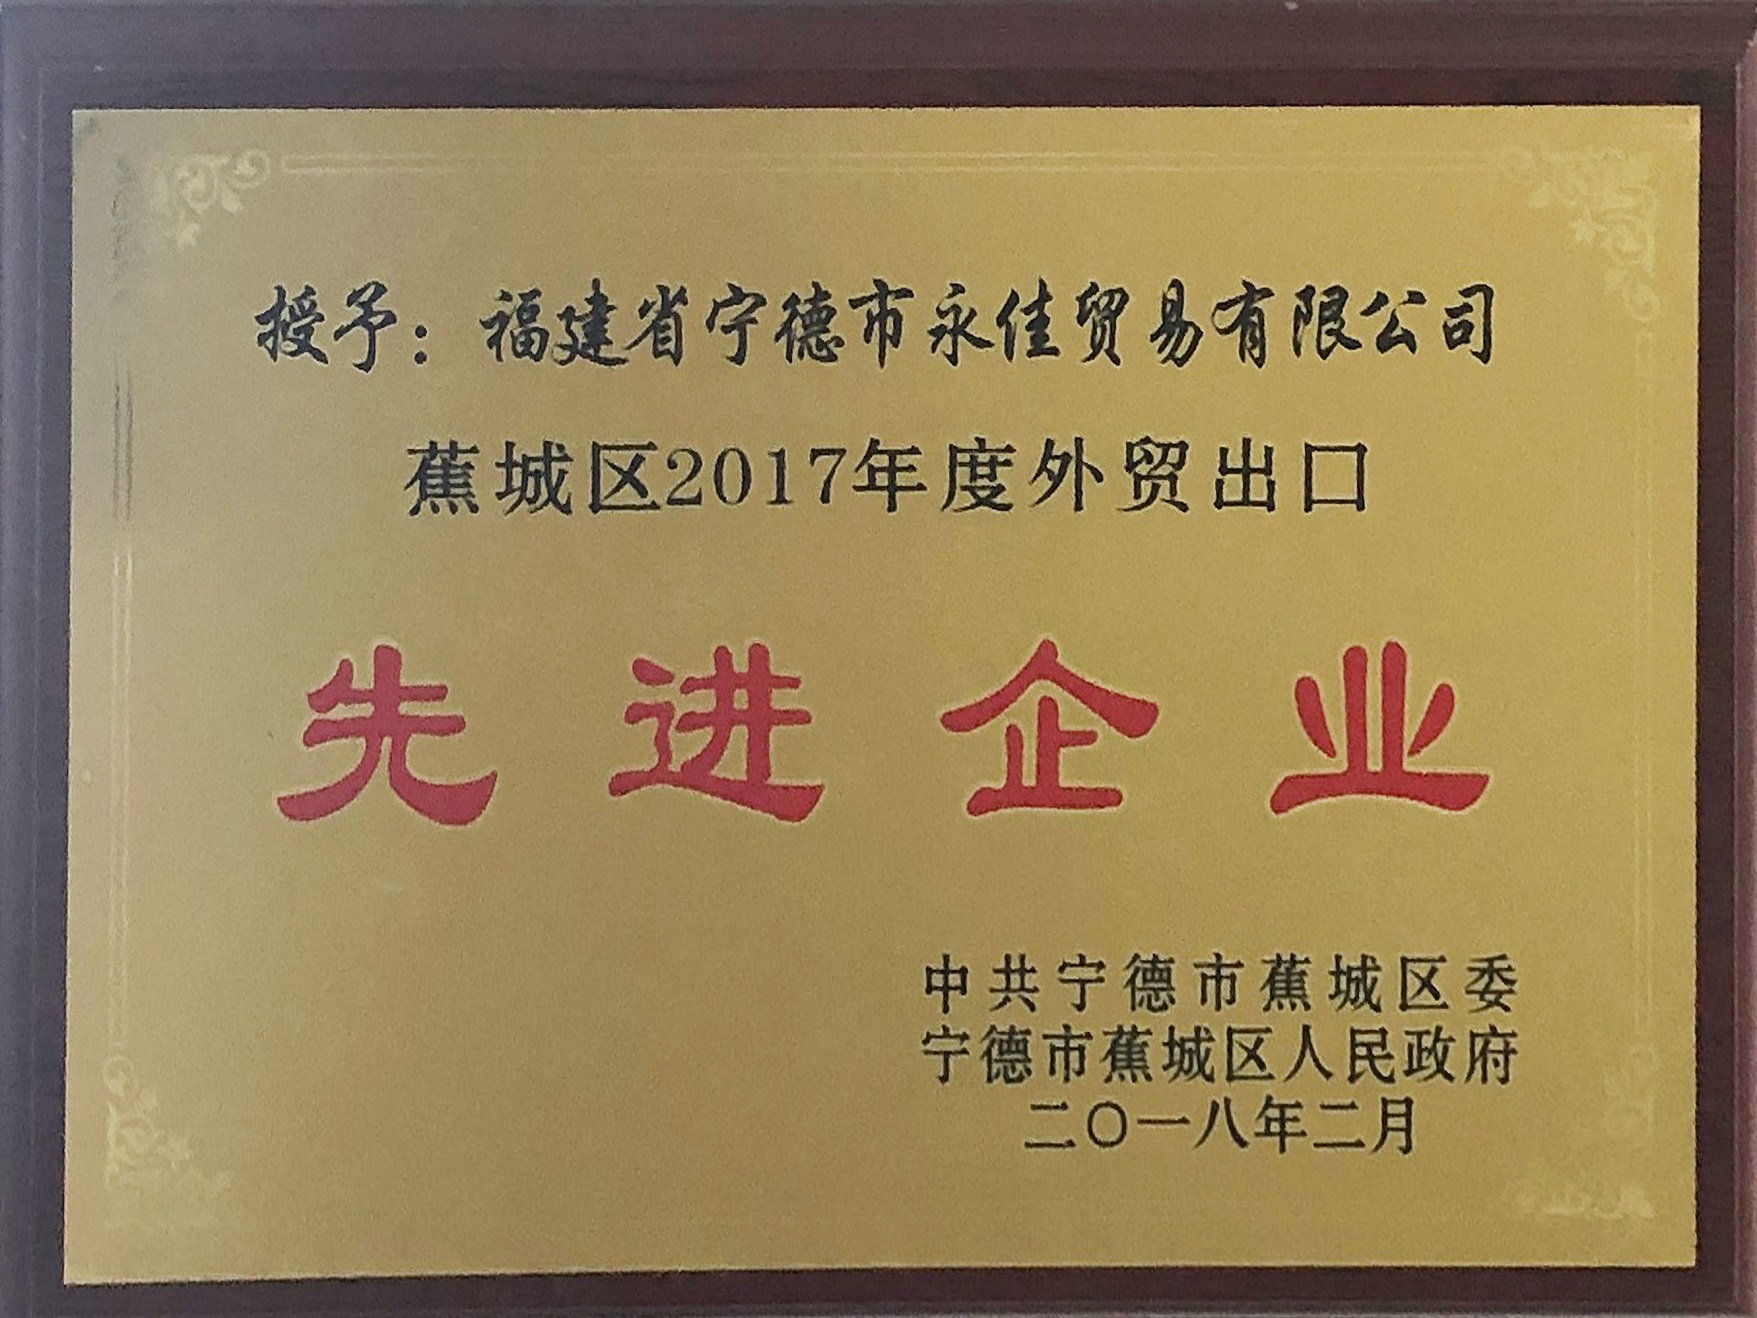 授予：福建省宁德市永佳贸易有限公司
蕉城区2017年度外贸出口
先进企业
中共宁德市蕉城区委
宁德市蕉城区人民政府
二〇一八年二月